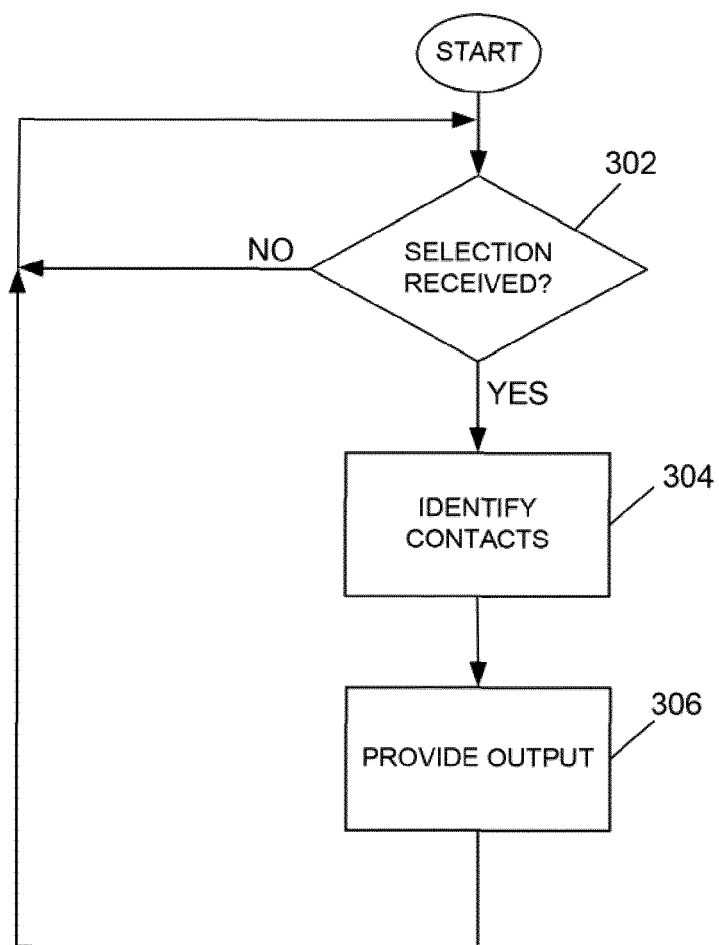 START
302
SELECTION
RECEIVED?
NO
YES
304
IDENTIFY
CONTACTS
306
PROVIDE OUTPUT